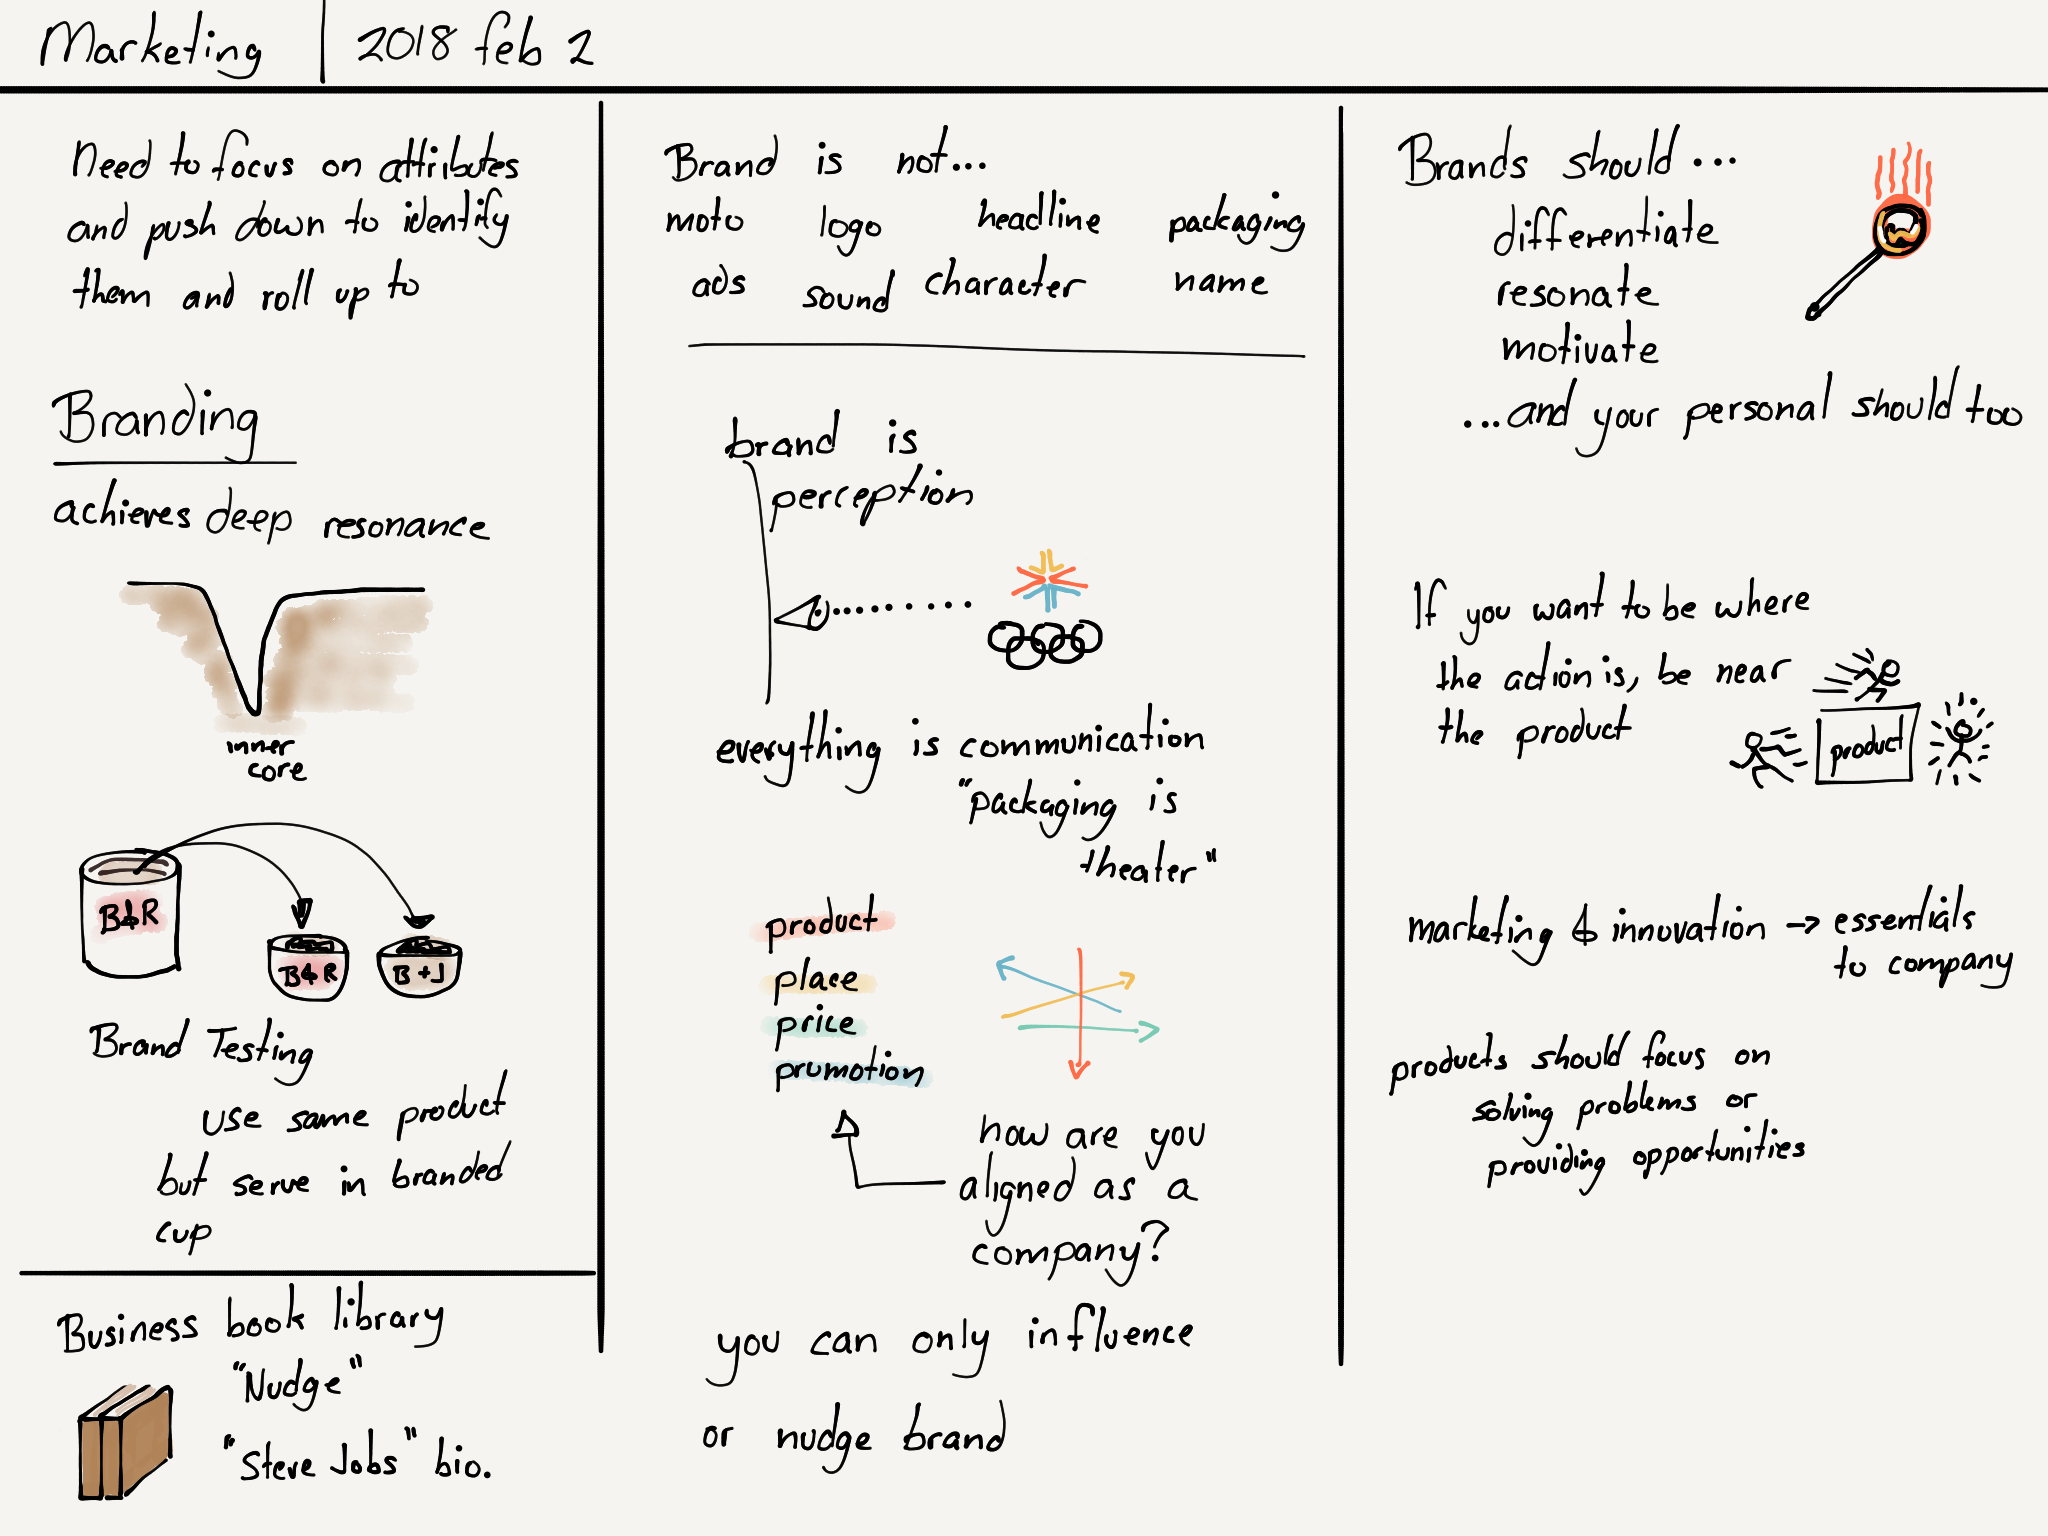 Marketing | 2018 feb 2
Need to focus on attributes
and push down to identify
them and roll up to
Branding
achieves deep resonance
inner
core
B&R
B&R
B+J
Brand Testing
use same product
but serve in branded
cup
Business book library
"Nudge"
"Steve Jobs" bio.
Brand is not...
moto logo headline packaging
ads sound character name
brand is
perception
everything is communication
"packaging is
theater"
product
place
price
prumotion
how are you
aligned as a
company?
you can only influence
or nudge brand
Brands should...
differentiate
resonate
motivate
...and your personal should too
If you want to be where
the action is, be near
the product
product
marketing & innovation → essentials
to company
products should focus on
solving problems or
providing opportunities